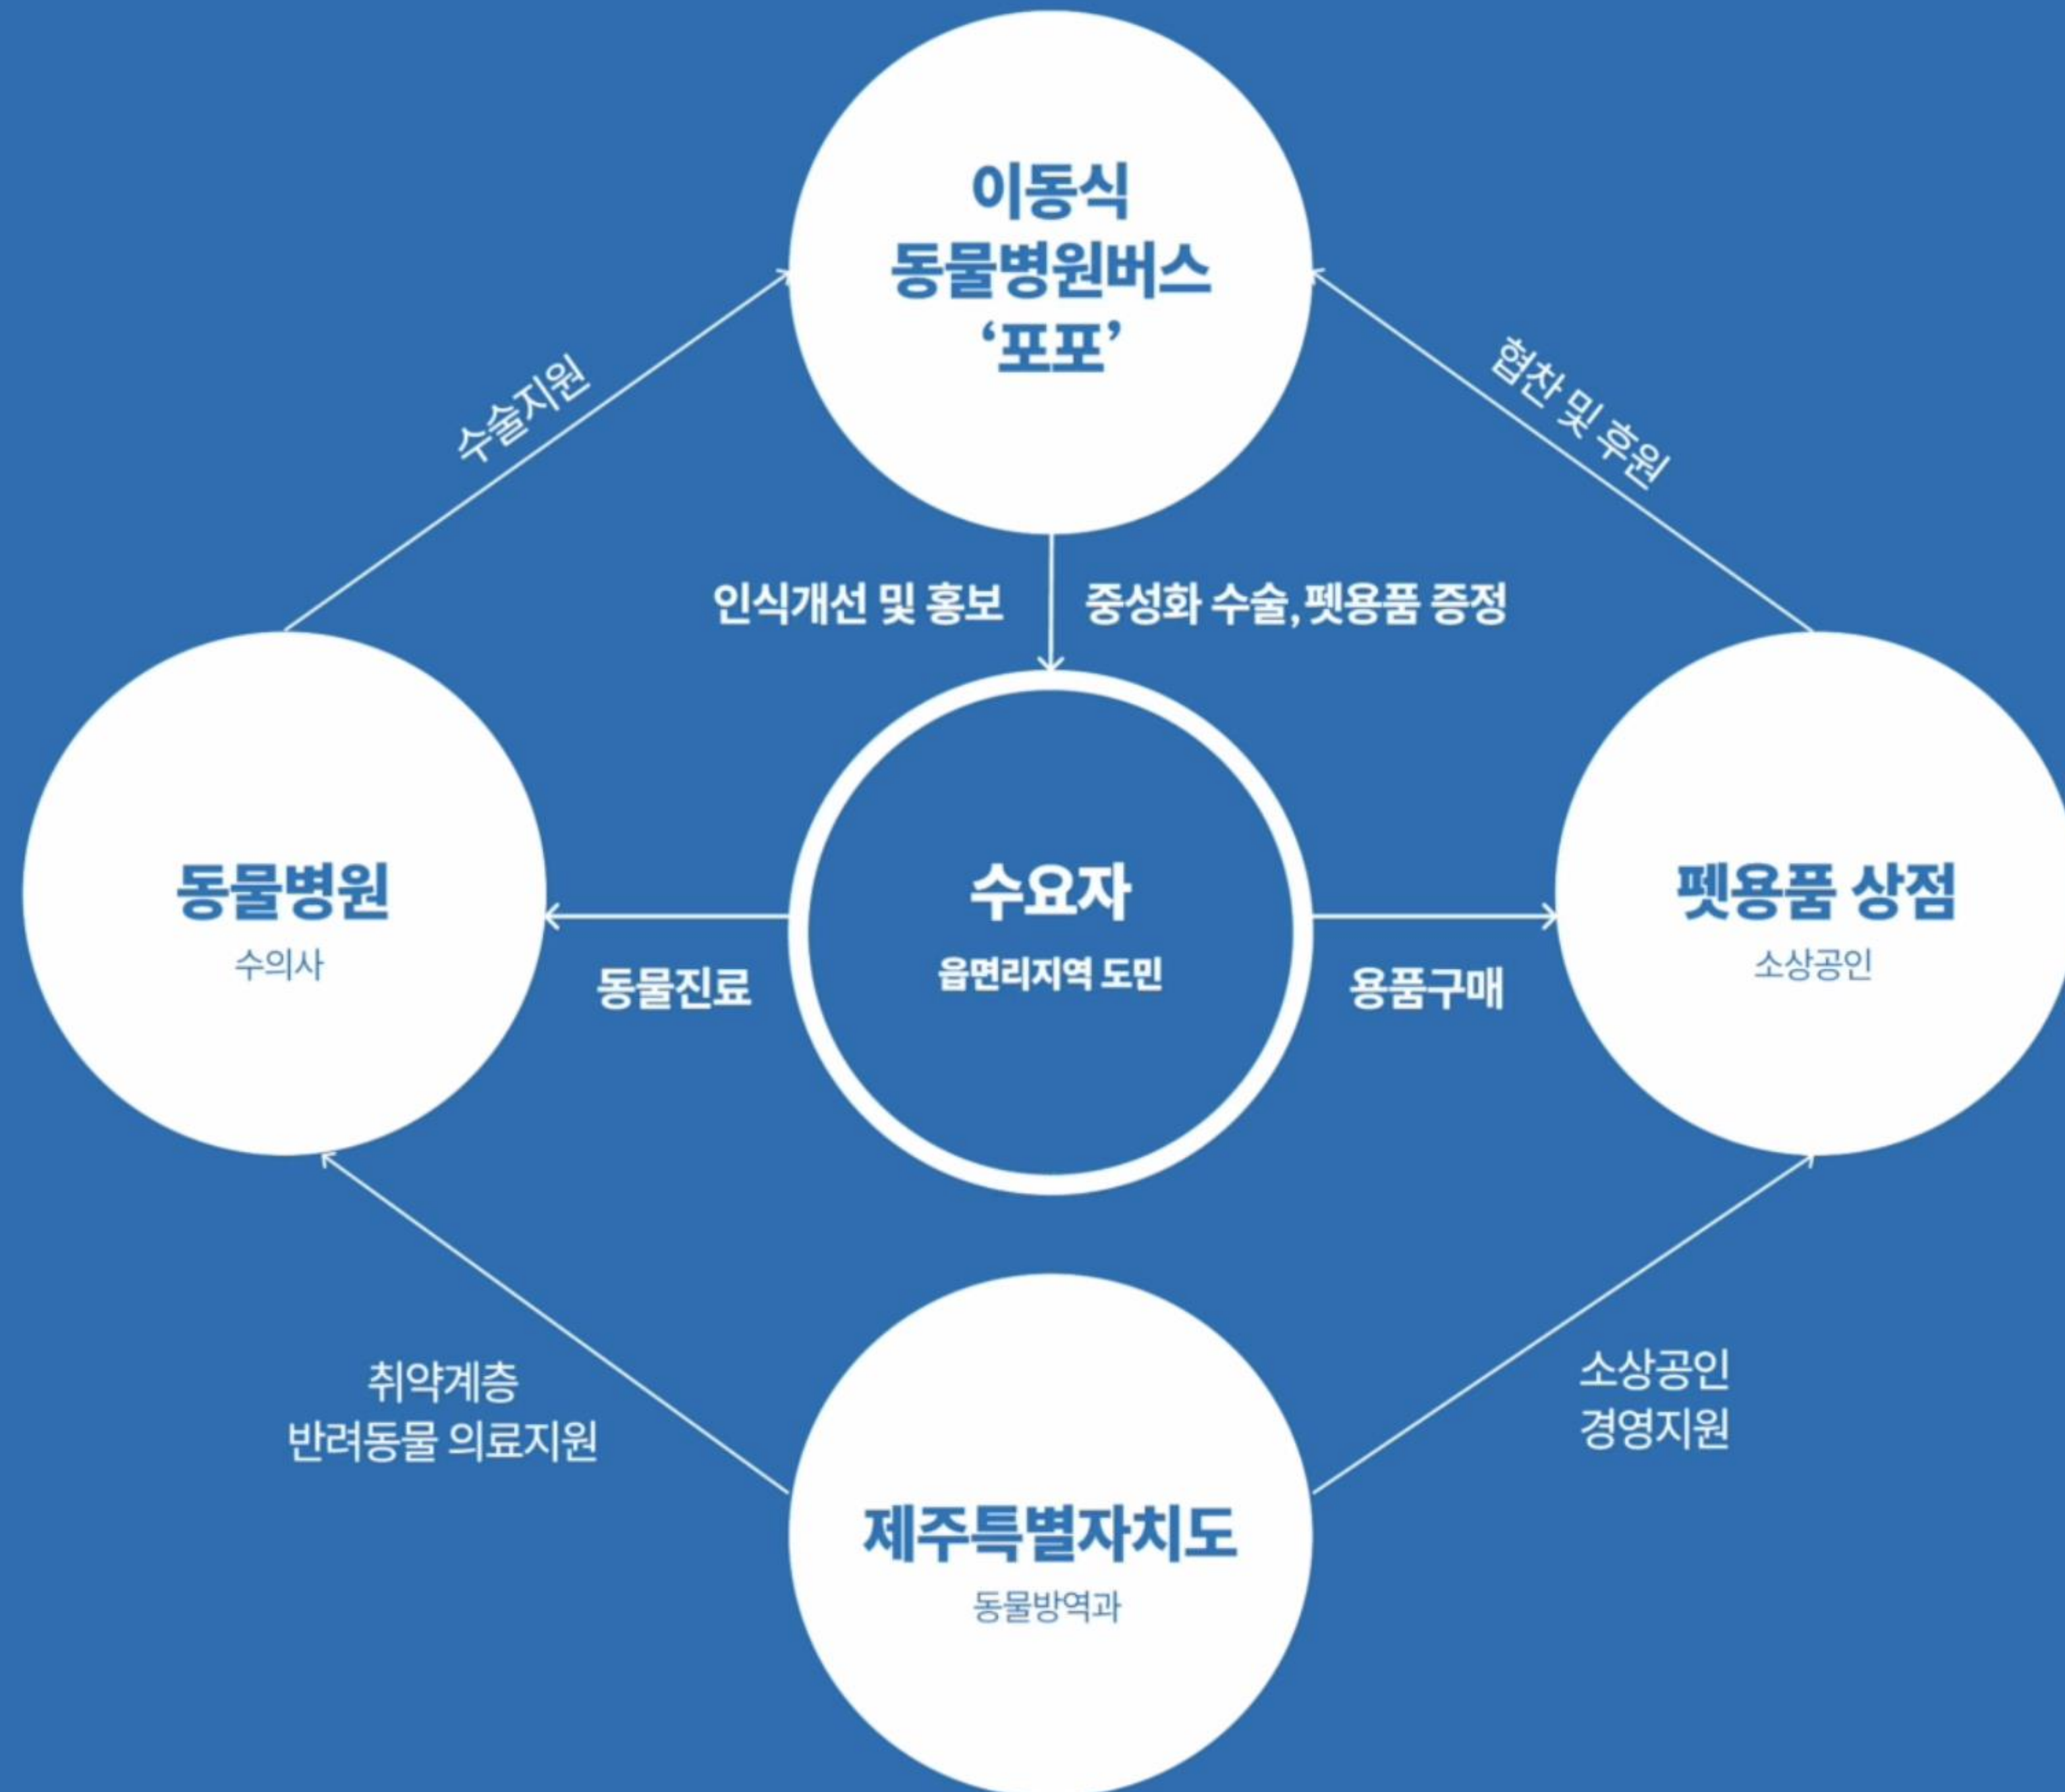 이동식
동물병원버스
‘포포’
수술지원
협찬 및 후원
인식개선 및 홍보
중성화 수술, 펫용품 증정
동물병원
수의사
수요자
읍면리지역 도민
펫용품 상점
소상공인
동물진료
용품구매
취약계층
반려동물 의료지원
소상공인
경영지원
제주특별자치도
동물방역과